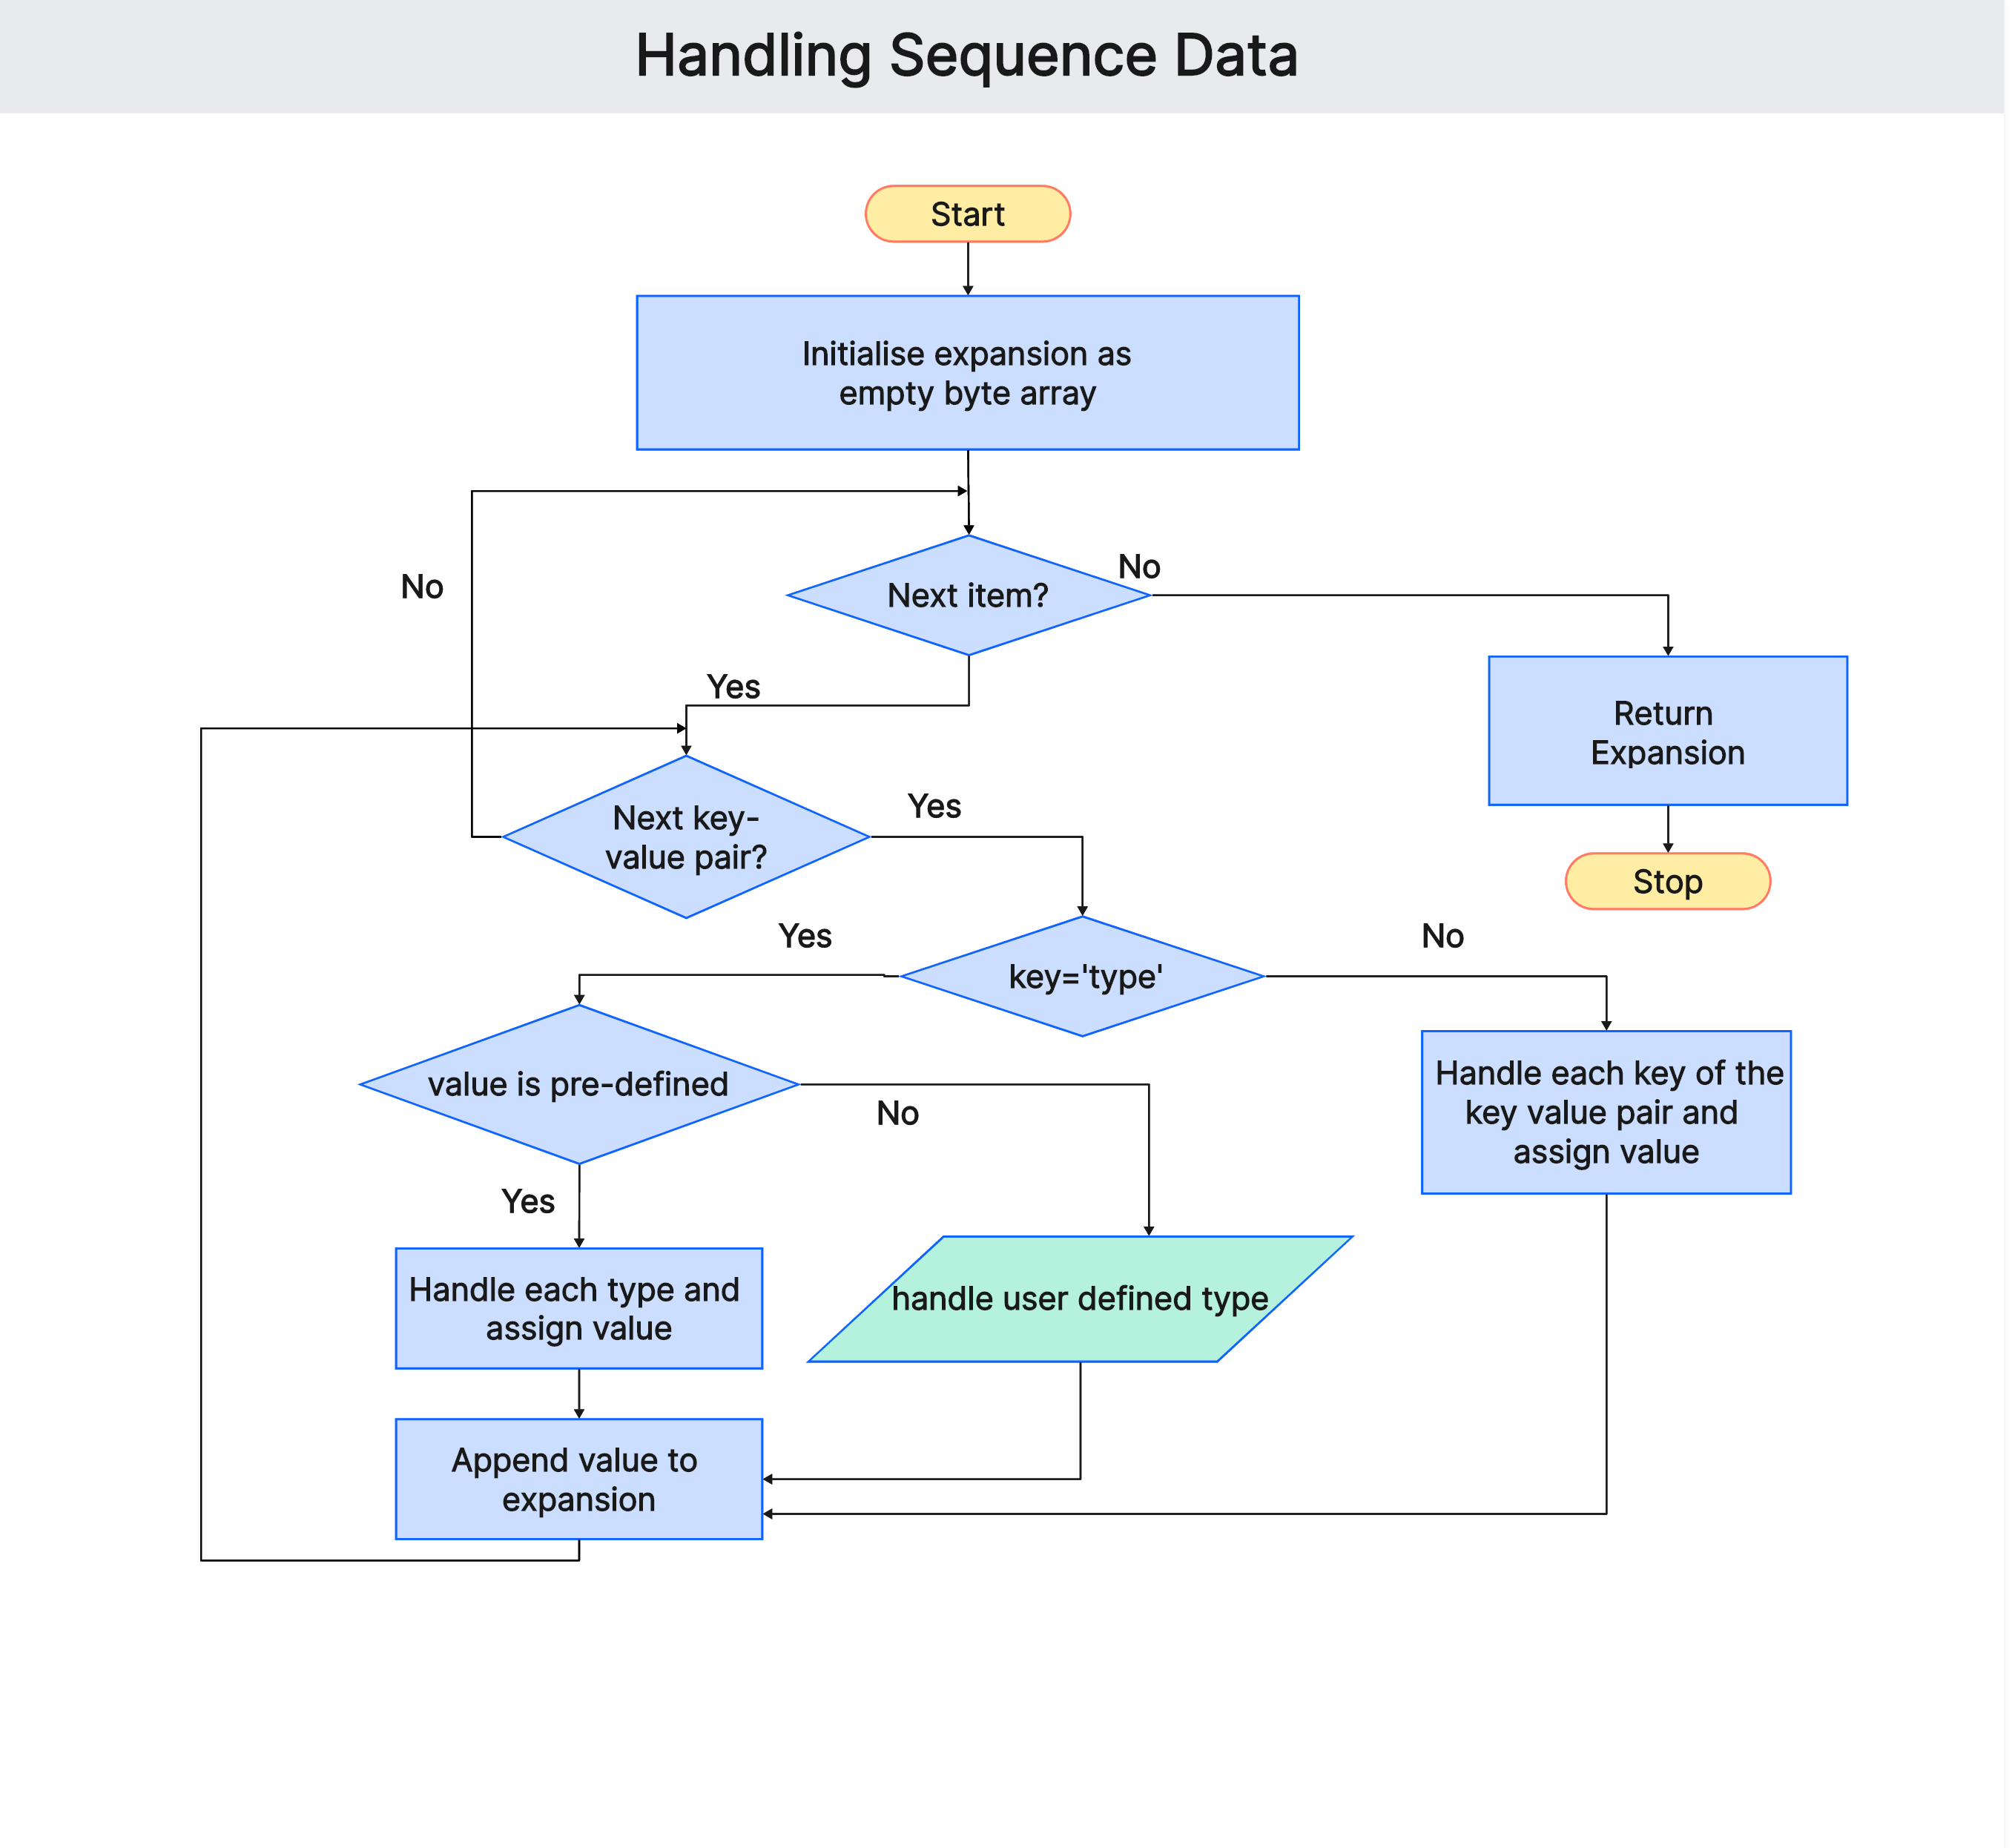 Handling Sequence Data
Start
Initialise expansion as
empty byte array
No
Next item?
No
Yes
Return
Expansion
Next key-
value pair?
Yes
Stop
Yes
key='type'
No
value is pre-defined
No
Handle each key of the
key value pair and
assign value
Yes
Handle each type and
assign value
handle user defined type
Append value to
expansion